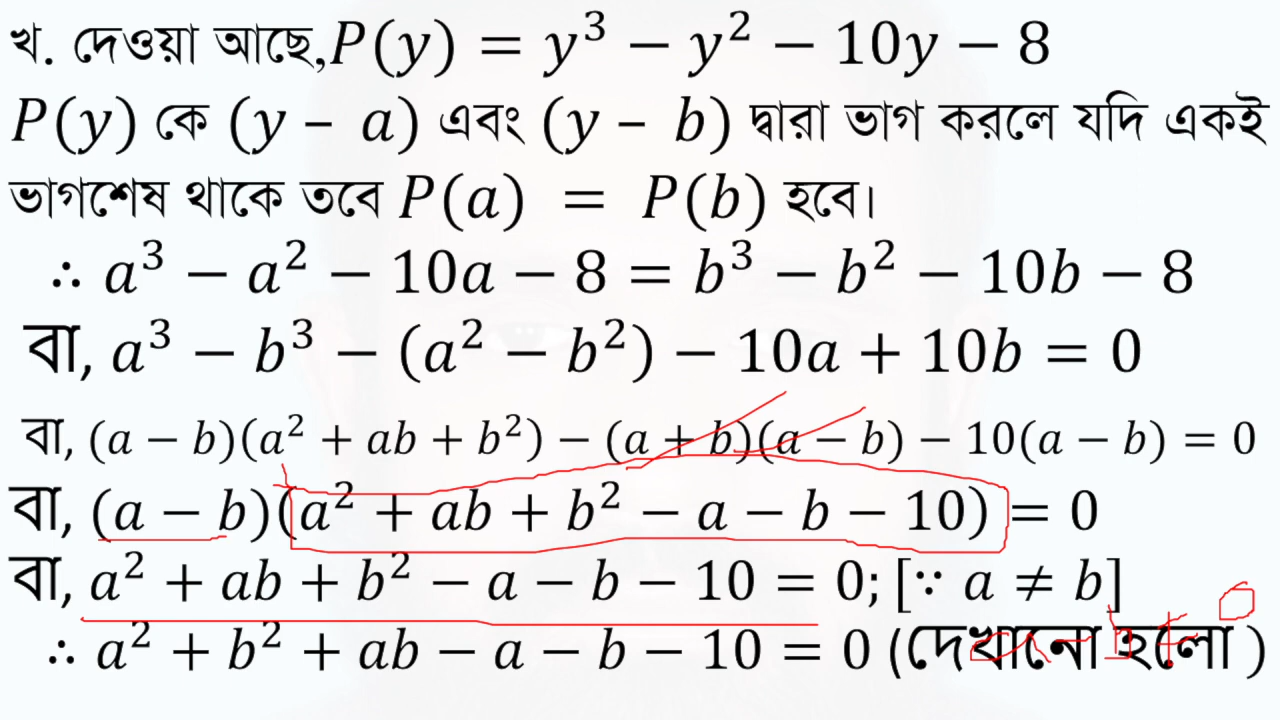 খ. দেওয়া আছে,P(y) = y³ − y² − 10y − 8
P(y) কে (y − a) এবং (y − b) দ্বারা ভাগ করলে যদি একই
ভাগশেষ থাকে তবে P(a) = P(b) হবে।
∴ a³ − a² − 10a − 8 = b³ − b² − 10b − 8
বা, a³ − b³ − (a² − b²) − 10a + 10b = 0
বা, (a − b)(a² + ab + b²) − (a + b)(a − b) − 10(a − b) = 0
বা, (a − b)(a² + ab + b² − a − b − 10) = 0
বা, a² + ab + b² − a − b − 10 = 0; [∵ a ≠ b]
∴ a² + b² + ab − a − b − 10 = 0 (দেখানো হলো )